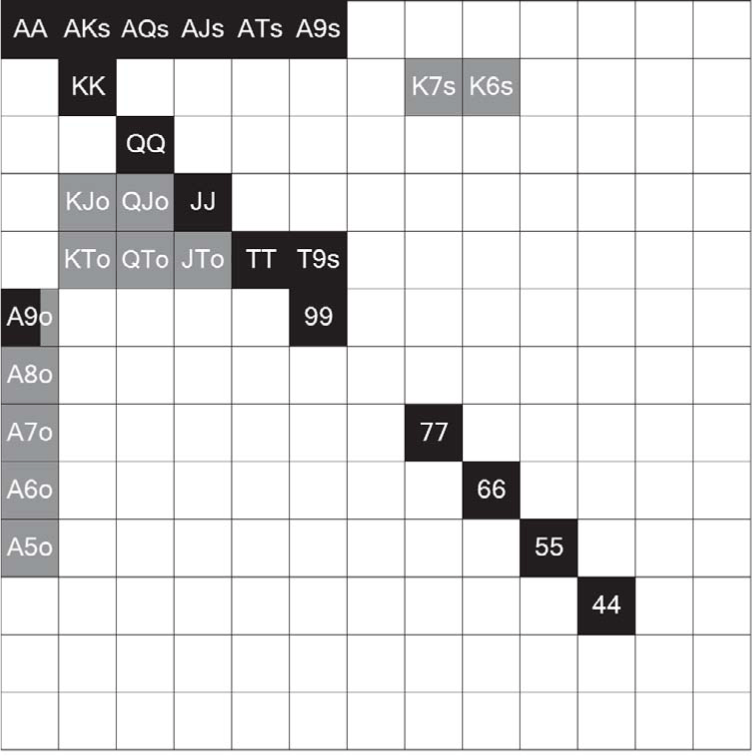 AA AKs AQs AJs ATs A9s
KK K7s K6s
QQ
KJo QJo JJ
KTo QTo JTo TT T9s
A9o 99
A8o
A7o 77
A6o 66
A5o 55
44